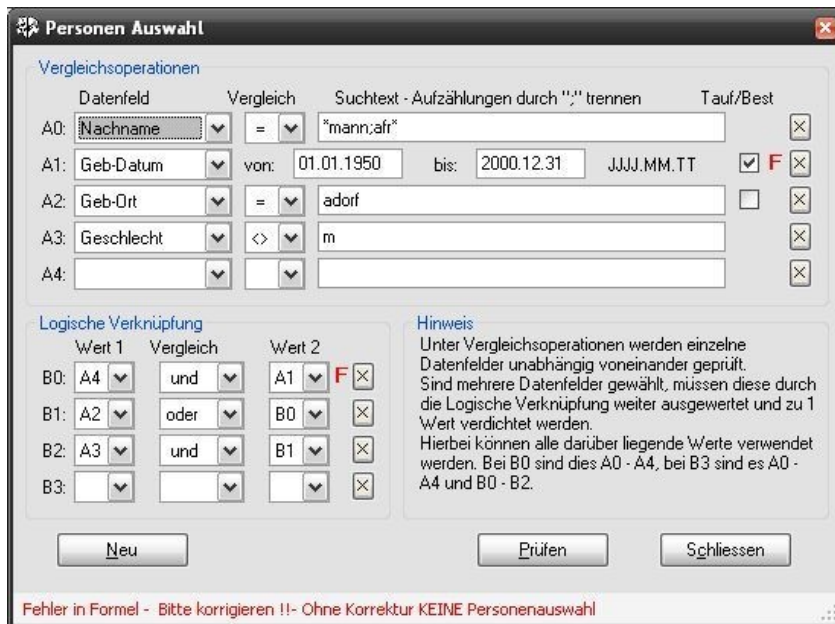 Personen Auswahl
Vergleichsoperationen
Datenfeld Vergleich Suchtext - Aufzählungen durch ";" trennen Tauf/Best
A0: Nachname = *mann;afr*
A1: Geb-Datum von: 01.01.1950 bis: 2000.12.31 JJJJ.MM.TT F
A2: Geb-Ort = adorf
A3: Geschlecht <> m
A4:
Logische Verknüpfung
Wert 1 Vergleich Wert 2
B0: A4 und A1 F
B1: A2 oder B0
B2: A3 und B1
B3:
Hinweis
Unter Vergleichsoperationen werden einzelne
Datenfelder unabhängig voneinander geprüft.
Sind mehrere Datenfelder gewählt, müssen diese durch
die Logische Verknüpfung weiter ausgewertet und zu 1
Wert verdichtet werden.
Hierbei können alle darüber liegende Werte verwendet
werden. Bei B0 sind dies A0 - A4, bei B3 sind es A0 -
A4 und B0 - B2.
Neu Prüfen Schliessen
Fehler in Formel - Bitte korrigieren !!- Ohne Korrektur KEINE Personenauswahl